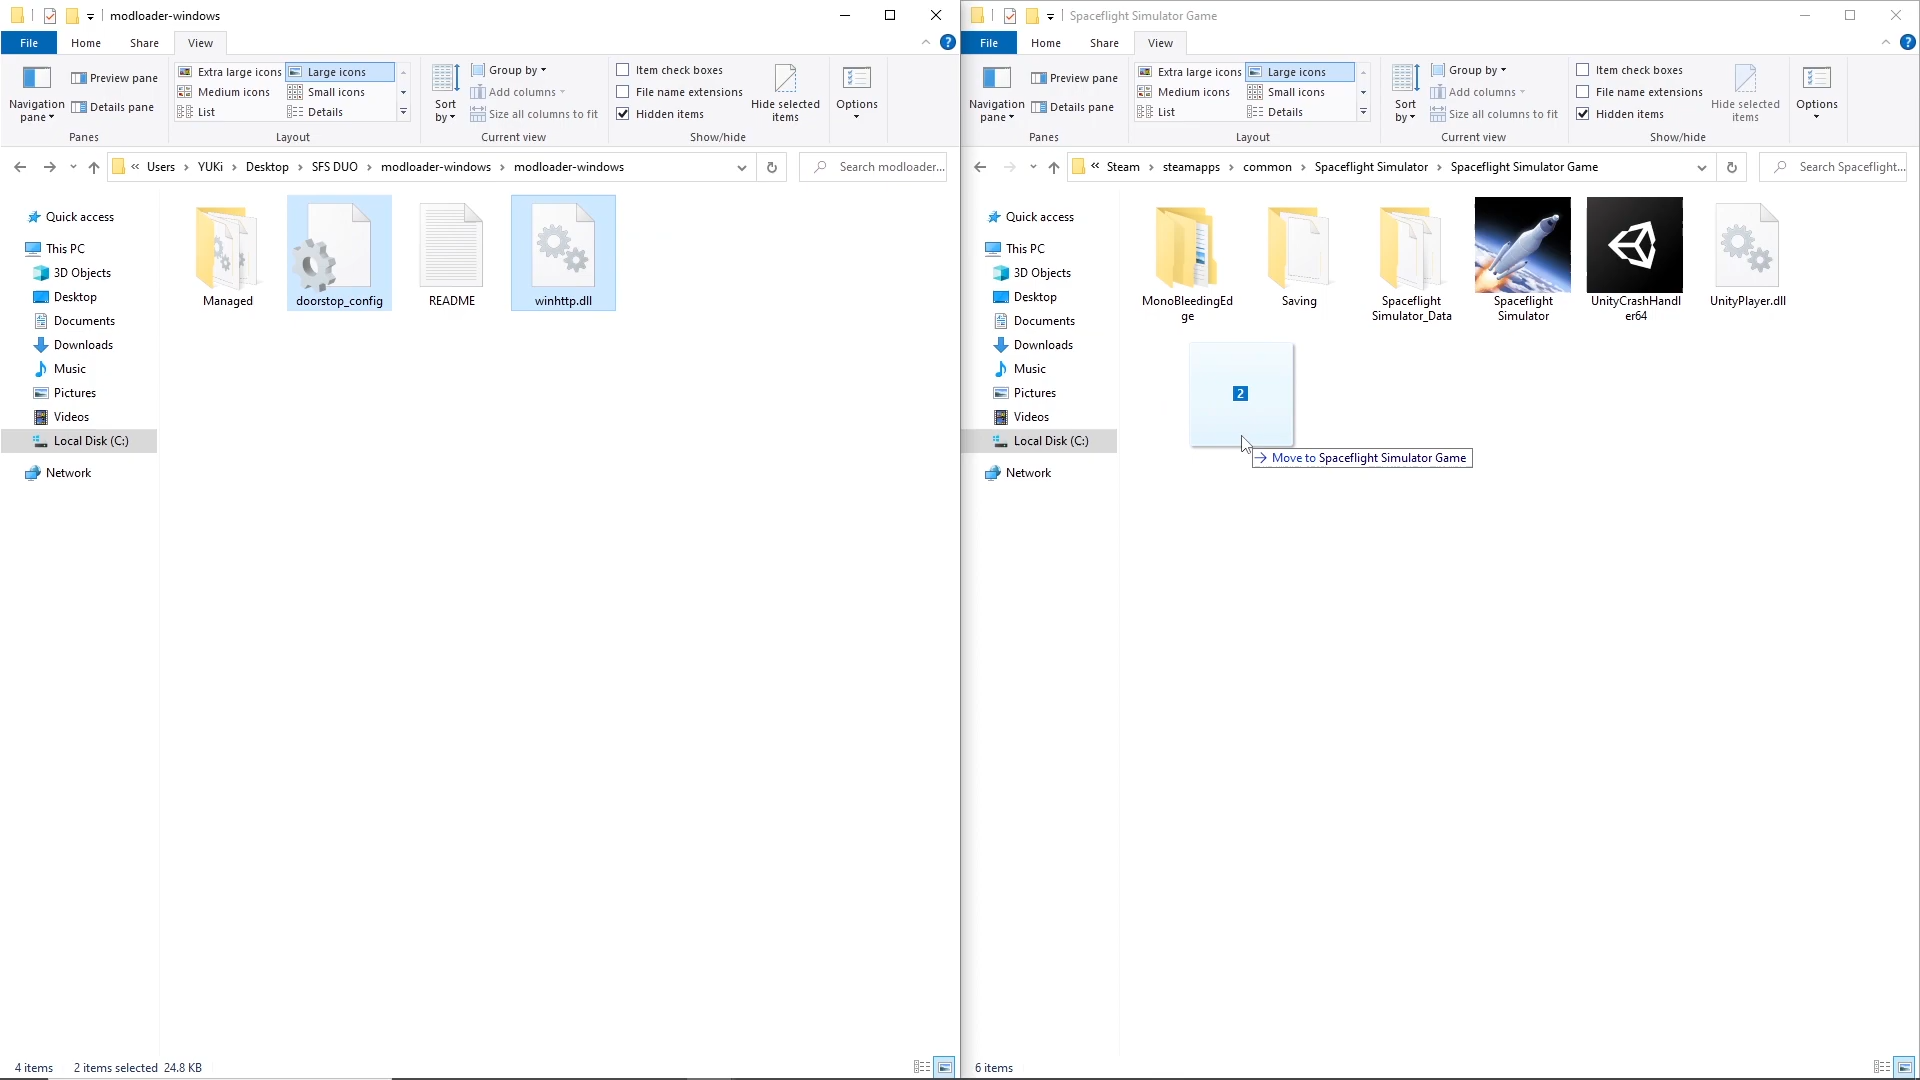 modloader-windows
File Home Share View
Navigation pane
Preview pane
Details pane
Panes
Extra large icons Large icons
Medium icons Small icons
List Details
Layout
Sort by
Group by
Add columns
Size all columns to fit
Current view
Item check boxes
File name extensions
Hidden items
Hide selected items
Show/hide
Options
« Users › YUKi › Desktop › SFS DUO › modloader-windows › modloader-windows
Search modloader...
Quick access
This PC
3D Objects
Desktop
Documents
Downloads
Music
Pictures
Videos
Local Disk (C:)
Network
Managed
doorstop_config
README
winhttp.dll
4 items 2 items selected 24.8 KB
Spaceflight Simulator Game
File Home Share View
Navigation pane
Preview pane
Details pane
Panes
Extra large icons Large icons
Medium icons Small icons
List Details
Layout
Sort by
Group by
Add columns
Size all columns to fit
Current view
Item check boxes
File name extensions
Hidden items
Hide selected items
Show/hide
Options
« Steam › steamapps › common › Spaceflight Simulator › Spaceflight Simulator Game
Search Spaceflight...
Quick access
This PC
3D Objects
Desktop
Documents
Downloads
Music
Pictures
Videos
Local Disk (C:)
Network
MonoBleedingEd
ge
Saving
Spaceflight
Simulator_Data
Spaceflight
Simulator
UnityCrashHandl
er64
UnityPlayer.dll
2
Move to Spaceflight Simulator Game
6 items